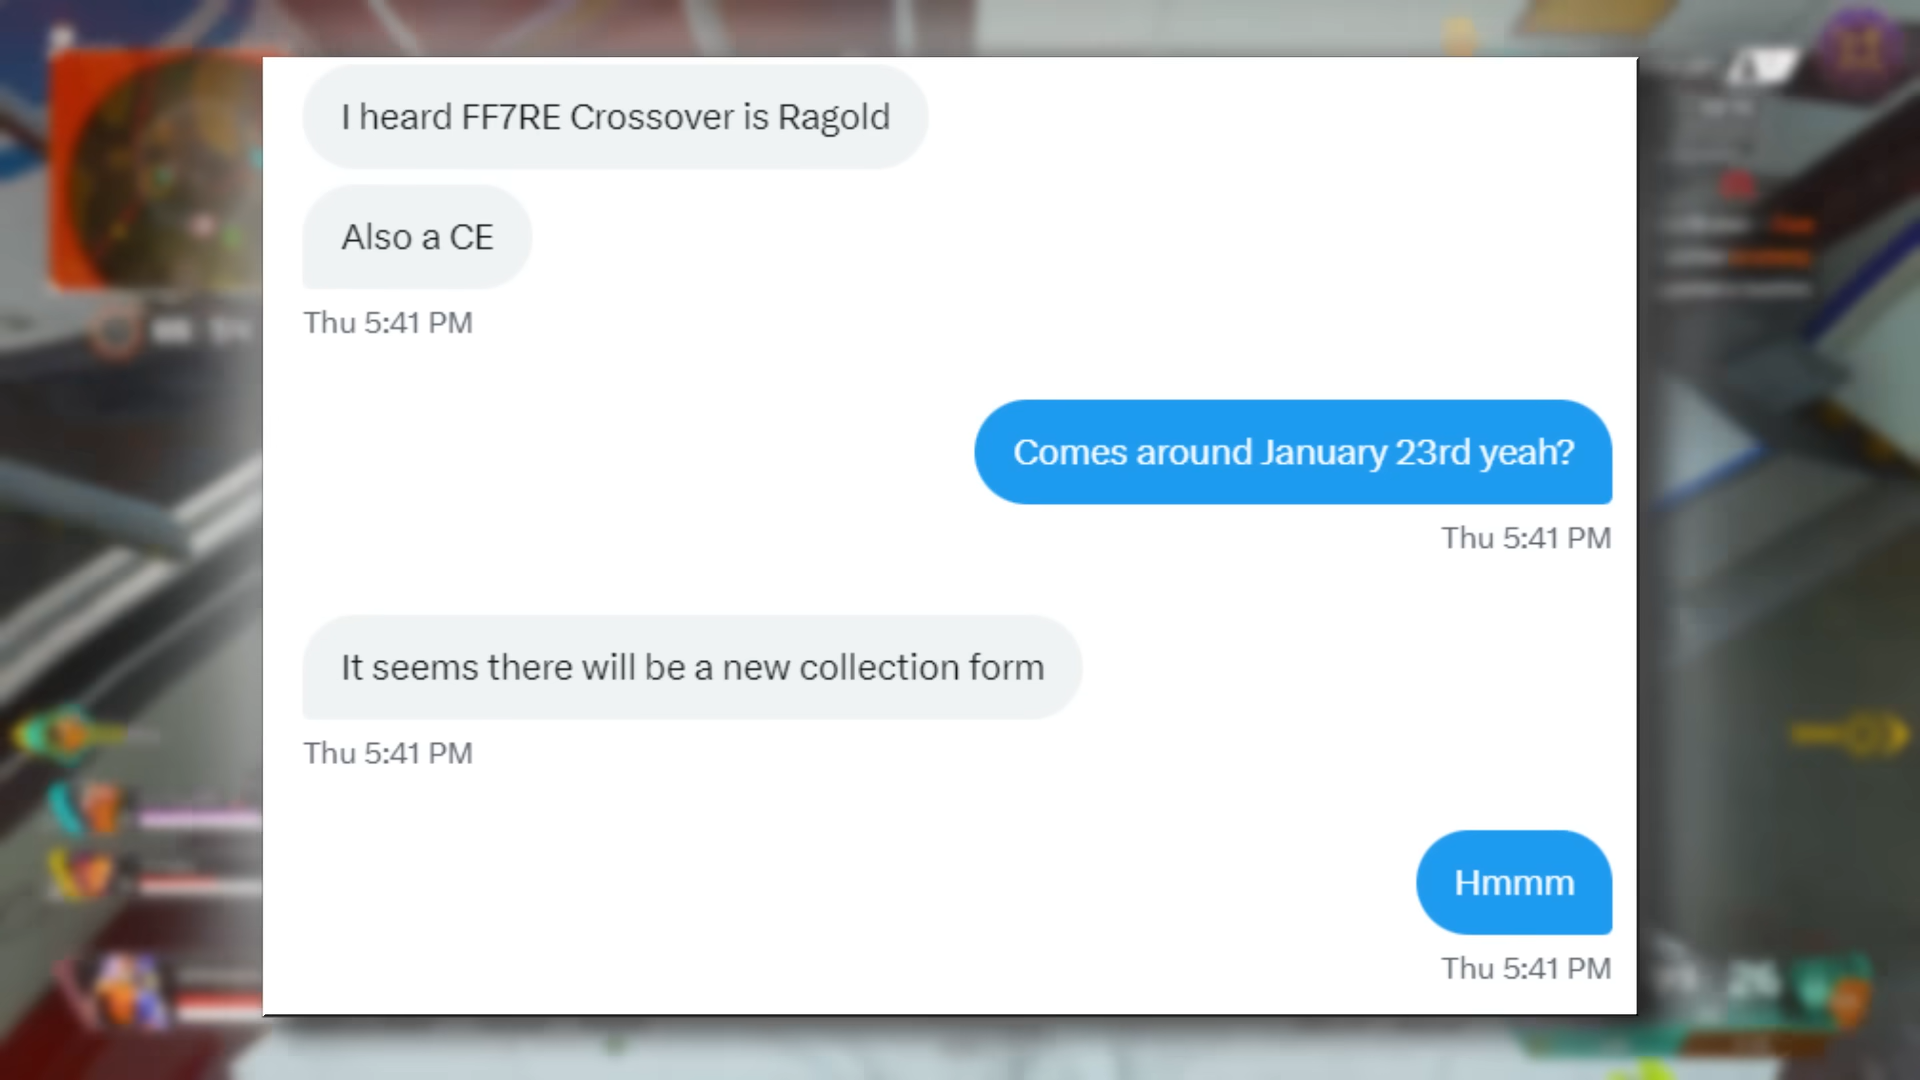 I heard FF7RE Crossover is Ragold
Also a CE
Thu 5:41 PM
Comes around January 23rd yeah?
Thu 5:41 PM
It seems there will be a new collection form
Thu 5:41 PM
Hmmm
Thu 5:41 PM